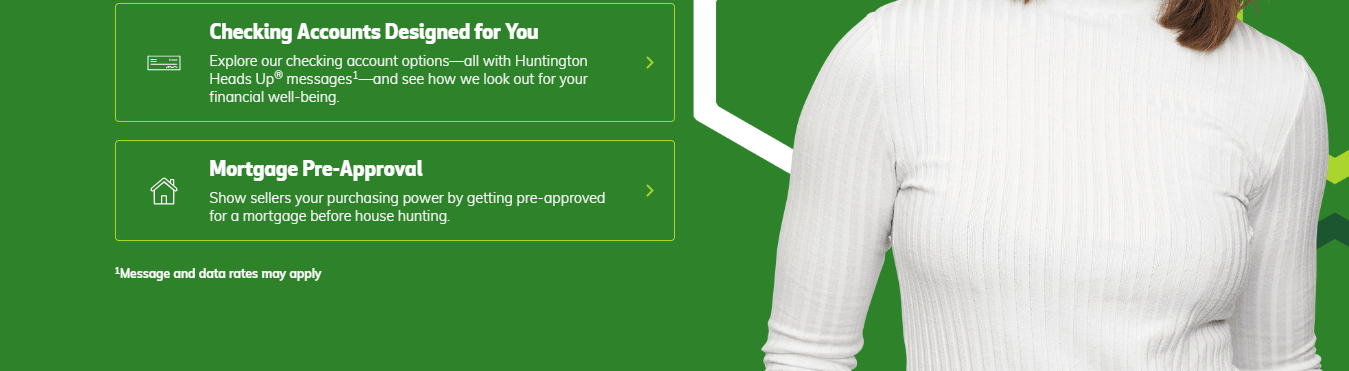 Checking Accounts Designed for You
Explore our checking account options—all with Huntington
Heads Up® messages¹—and see how we look out for your
financial well-being.
Mortgage Pre-Approval
Show sellers your purchasing power by getting pre-approved
for a mortgage before house hunting.
¹Message and data rates may apply